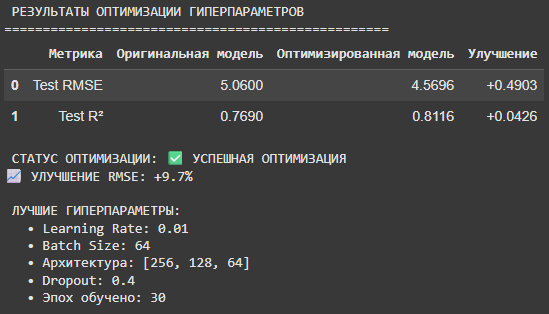 РЕЗУЛЬТАТЫ ОПТИМИЗАЦИИ ГИПЕРПАРАМЕТРОВ
==================================================
Метрика Оригинальная модель Оптимизированная модель Улучшение
0 Test RMSE 5.0600 4.5696 +0.4903
1 Test R² 0.7690 0.8116 +0.0426
СТАТУС ОПТИМИЗАЦИИ: ✅ УСПЕШНАЯ ОПТИМИЗАЦИЯ
📈 УЛУЧШЕНИЕ RMSE: +9.7%
ЛУЧШИЕ ГИПЕРПАРАМЕТРЫ:
• Learning Rate: 0.01
• Batch Size: 64
• Архитектура: [256, 128, 64]
• Dropout: 0.4
• Эпох обучено: 30